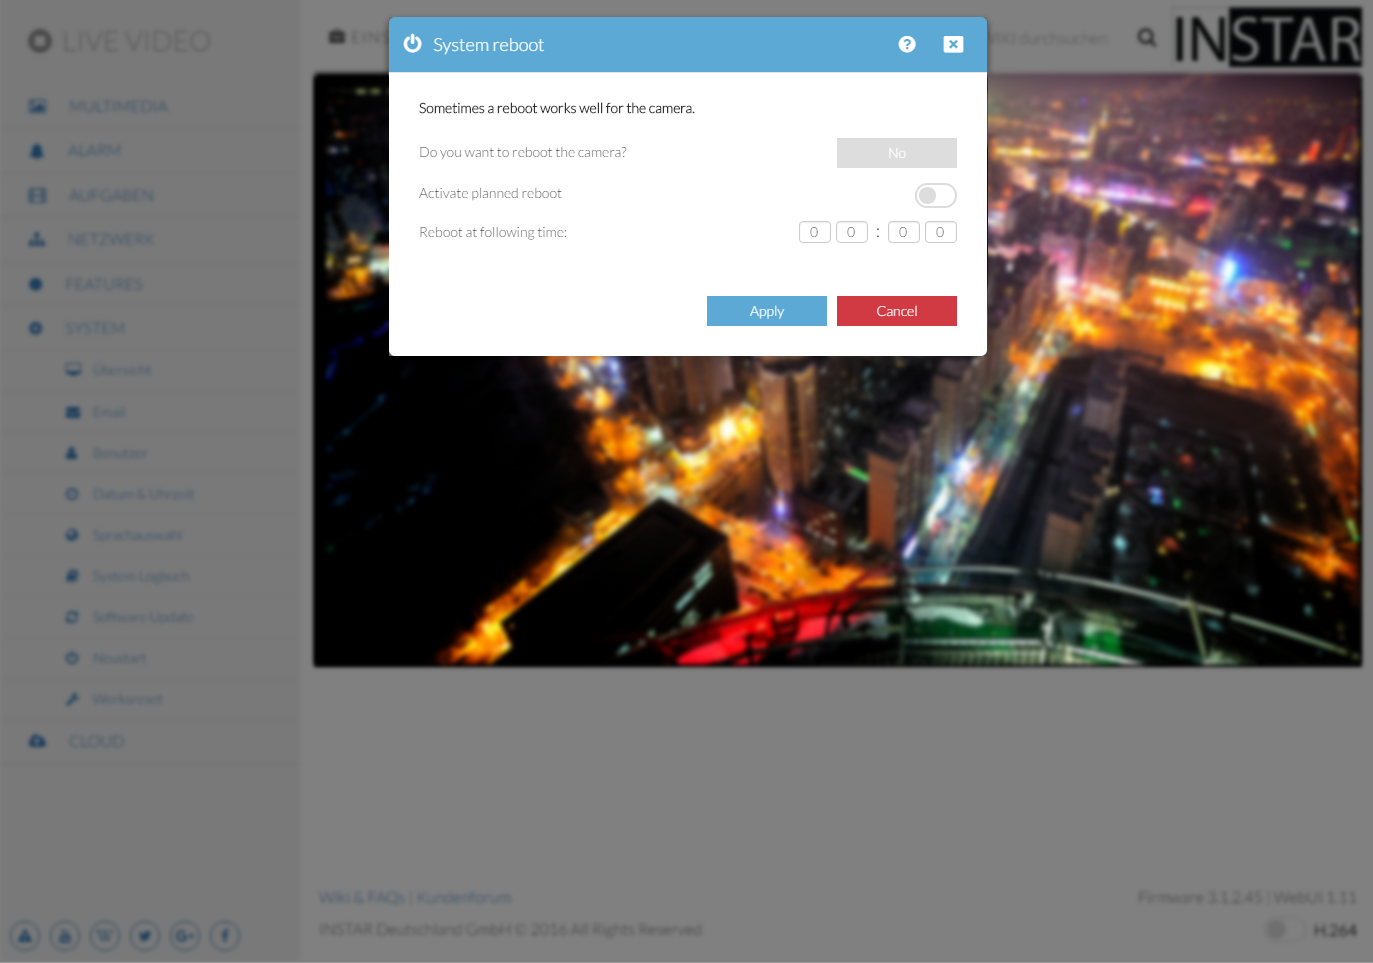 LIVE VIDEO
System reboot
durchsuchen
INSTAR
MULTIMEDIA
ALARM
AUFGABEN
NETZWERK
FEATURES
SYSTEM
Übersicht
Email
Benutzer
Datum & Uhrzeit
Sprachauswahl
System Logbuch
Software Update
Neustart
Werksreset
CLOUD
Sometimes a reboot works well for the camera.
Do you want to reboot the camera?
No
Activate planned reboot
Reboot at following time:
0 0 : 0 0
Apply
Cancel
Wiki & FAQs | Kundenforum
Firmware 3.1.2.45 | WebUI 1.11
INSTAR Deutschland GmbH © 2016 All Rights Reserved
H.264